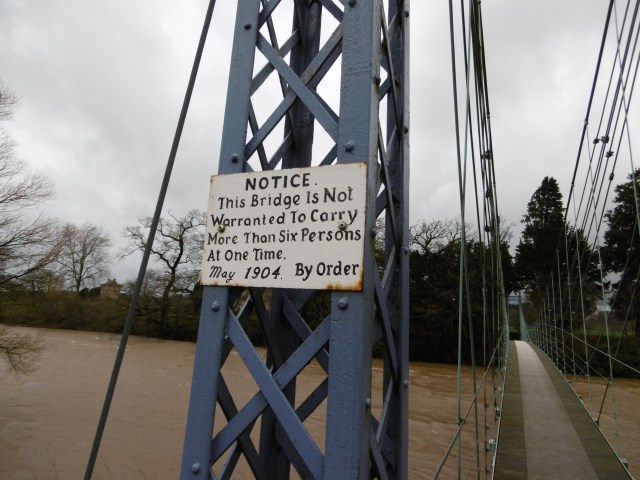 NOTICE.
This Bridge Is Not
Warranted To Carry
More Than Six Persons
At One Time.
May 1904. By Order